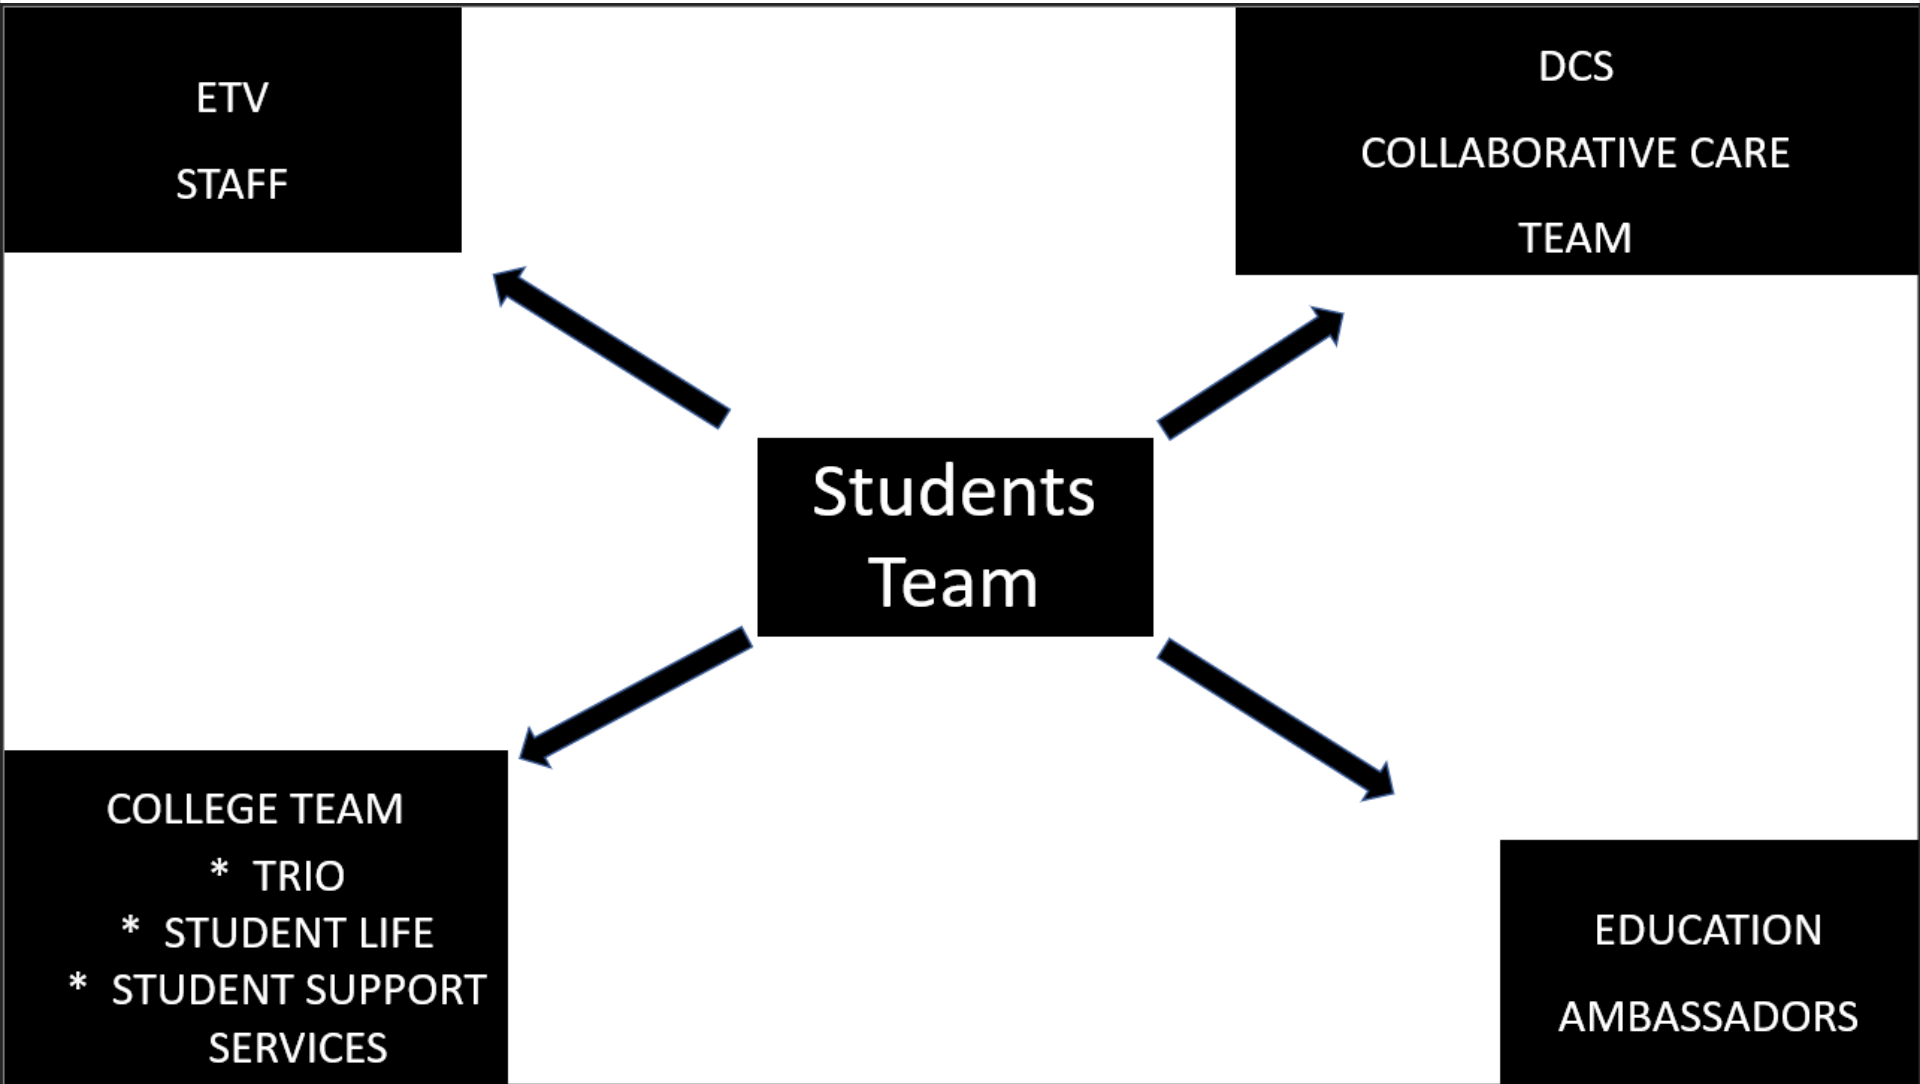 ETV
STAFF
DCS
COLLABORATIVE CARE
TEAM
Students
Team
COLLEGE TEAM
* TRIO
* STUDENT LIFE
* STUDENT SUPPORT
SERVICES
EDUCATION
AMBASSADORS